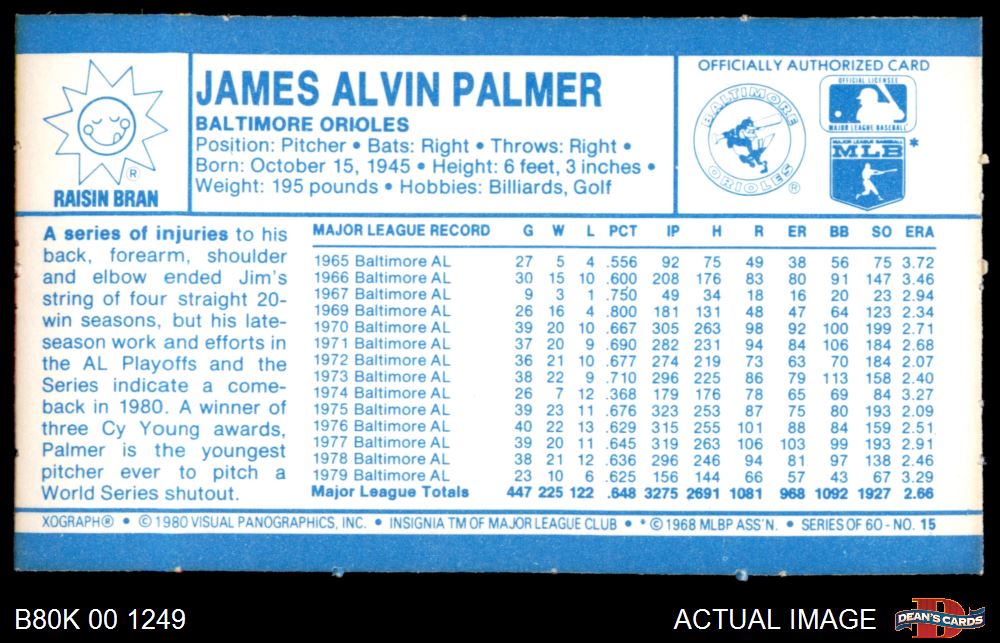 RAISIN BRAN
JAMES ALVIN PALMER
BALTIMORE ORIOLES
Position: Pitcher • Bats: Right • Throws: Right •
Born: October 15, 1945 • Height: 6 feet, 3 inches •
Weight: 195 pounds • Hobbies: Billiards, Golf
OFFICIALLY AUTHORIZED CARD
BALTIMORE
ORIOLES ®
OFFICIAL LICENSEE
MAJOR LEAGUE BASEBALL
MAJOR LEAGUE BASEBALL
MLB *
A series of injuries to his
back, forearm, shoulder
and elbow ended Jim's
string of four straight 20-
win seasons, but his late-
season work and efforts in
the AL Playoffs and the
Series indicate a come-
back in 1980. A winner of
three Cy Young awards,
Palmer is the youngest
pitcher ever to pitch a
World Series shutout.
MAJOR LEAGUE RECORD G W L PCT IP H R ER BB SO ERA
1965 Baltimore AL 27 5 4 .556 92 75 49 38 56 75 3.72
1966 Baltimore AL 30 15 10 .600 208 176 83 80 91 147 3.46
1967 Baltimore AL 9 3 1 .750 49 34 18 16 20 23 2.94
1969 Baltimore AL 26 16 4 .800 181 131 48 47 64 123 2.34
1970 Baltimore AL 39 20 10 .667 305 263 98 92 100 199 2.71
1971 Baltimore AL 37 20 9 .690 282 231 94 84 106 184 2.68
1972 Baltimore AL 36 21 10 .677 274 219 73 63 70 184 2.07
1973 Baltimore AL 38 22 9 .710 296 225 86 79 113 158 2.40
1974 Baltimore AL 26 7 12 .368 179 176 78 65 69 84 3.27
1975 Baltimore AL 39 23 11 .676 323 253 87 75 80 193 2.09
1976 Baltimore AL 40 22 13 .629 315 255 101 88 84 159 2.51
1977 Baltimore AL 39 20 11 .645 319 263 106 103 99 193 2.91
1978 Baltimore AL 38 21 12 .636 296 246 94 81 97 138 2.46
1979 Baltimore AL 23 10 6 .625 156 144 66 57 43 67 3.29
Major League Totals 447 225 122 .648 3275 2691 1081 968 1092 1927 2.66
XOGRAPH® • © 1980 VISUAL PANOGRAPHICS, INC. • INSIGNIA TM OF MAJOR LEAGUE CLUB • * © 1968 MLBP ASS'N. • SERIES OF 60 - NO. 15
B80K 00 1249
ACTUAL IMAGE
DEAN'S CARDS